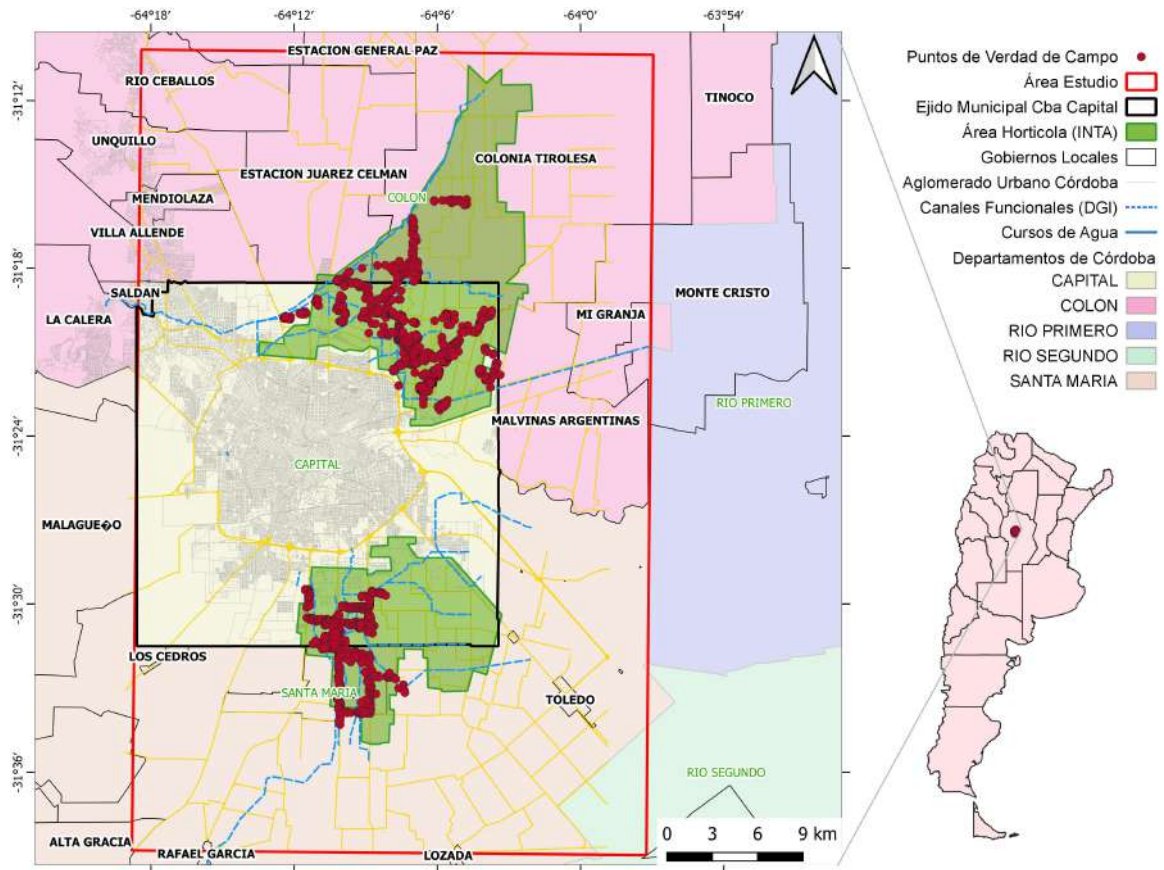 -64°18'
-64°12'
-64°6'
-64°0'
-63°54'
ESTACION GENERAL PAZ
RIO CEBALLOS
TINOCO
-31°12'
UNQUILLO
COLONIA TIROLESA
ESTACION JUAREZ CELMAN
MENDIOLAZA
COLON
VILLA ALLENDE
-31°18'
SALDAN
MONTE CRISTO
LA CALERA
MI GRANJA
RIO PRIMERO
MALVINAS ARGENTINAS
-31°24'
CAPITAL
MALAGUE�O
-31°30'
LOS CEDROS
SANTA MARIA
TOLEDO
-31°36'
RIO SEGUNDO
ALTA GRACIA
RAFAEL GARCIA
LOZADA
0 3 6 9 km
Puntos de Verdad de Campo
Área Estudio
Ejido Municipal Cba Capital
Área Horticola (INTA)
Gobiernos Locales
Aglomerado Urbano Córdoba
Canales Funcionales (DGI)
Cursos de Agua
Departamentos de Córdoba
CAPITAL
COLON
RIO PRIMERO
RIO SEGUNDO
SANTA MARIA